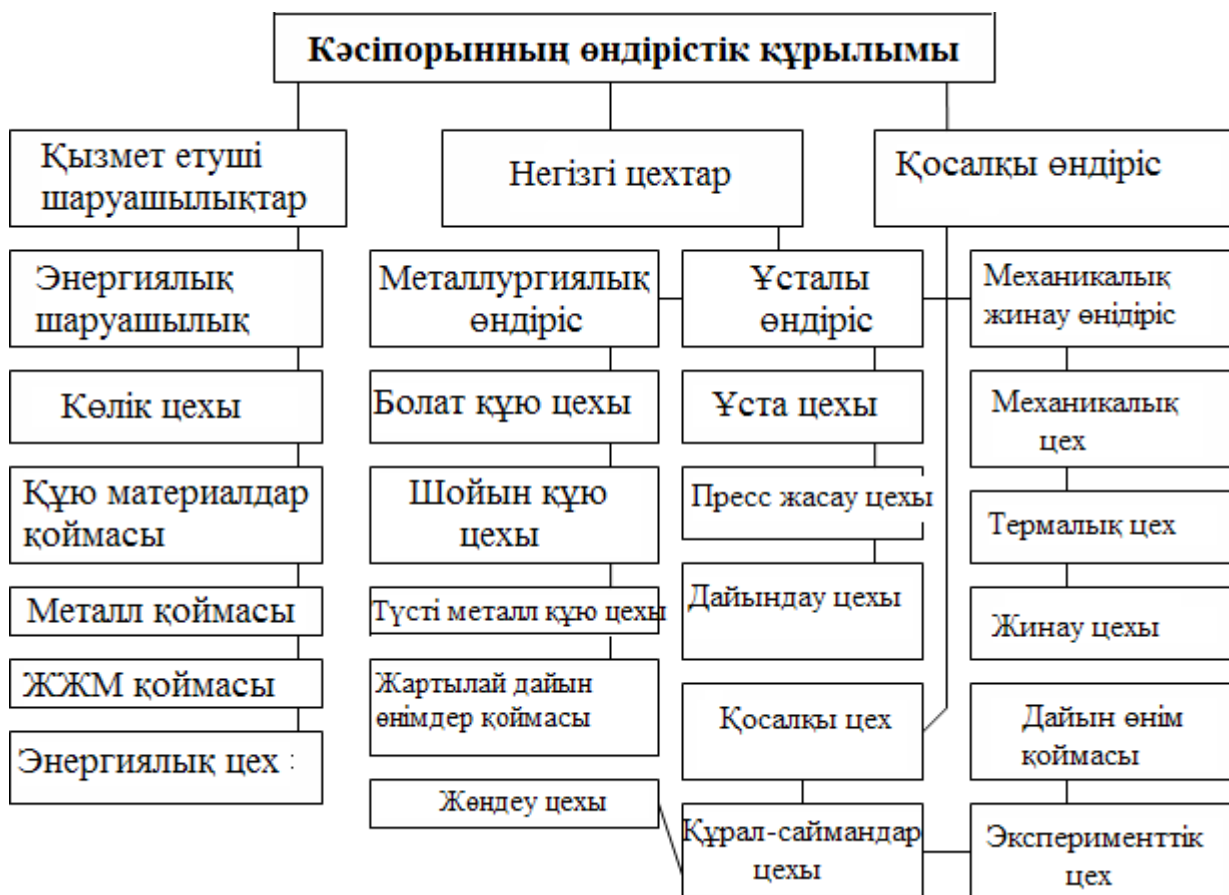 Кәсіпорынның өндірістік құрылымы
Қызмет етуші
шаруашылықтар
Негізгі цехтар
Қосалқы өндіріс
Энергиялық
шаруашылық
Металлургиялық
өндіріс
Ұсталы
өндіріс
Механикалық
жинау өнідіріс
Көлік цехы
Болат құю цехы
Ұста цехы
Механикалық
цех
Құю материалдар
қоймасы
Шойын құю
цехы
Пресс жасау цехы
Термалық цех
Металл қоймасы
Түсті металл құю цехы
Дайындау цехы
Жинау цехы
ЖЖМ қоймасы
Жартылай дайын
өнімдер қоймасы
Қосалқы цех
Дайын өнім
қоймасы
Энергиялық цех :
Жөндеу цехы
Құрал-саймандар
цехы
Эксперименттік
цех